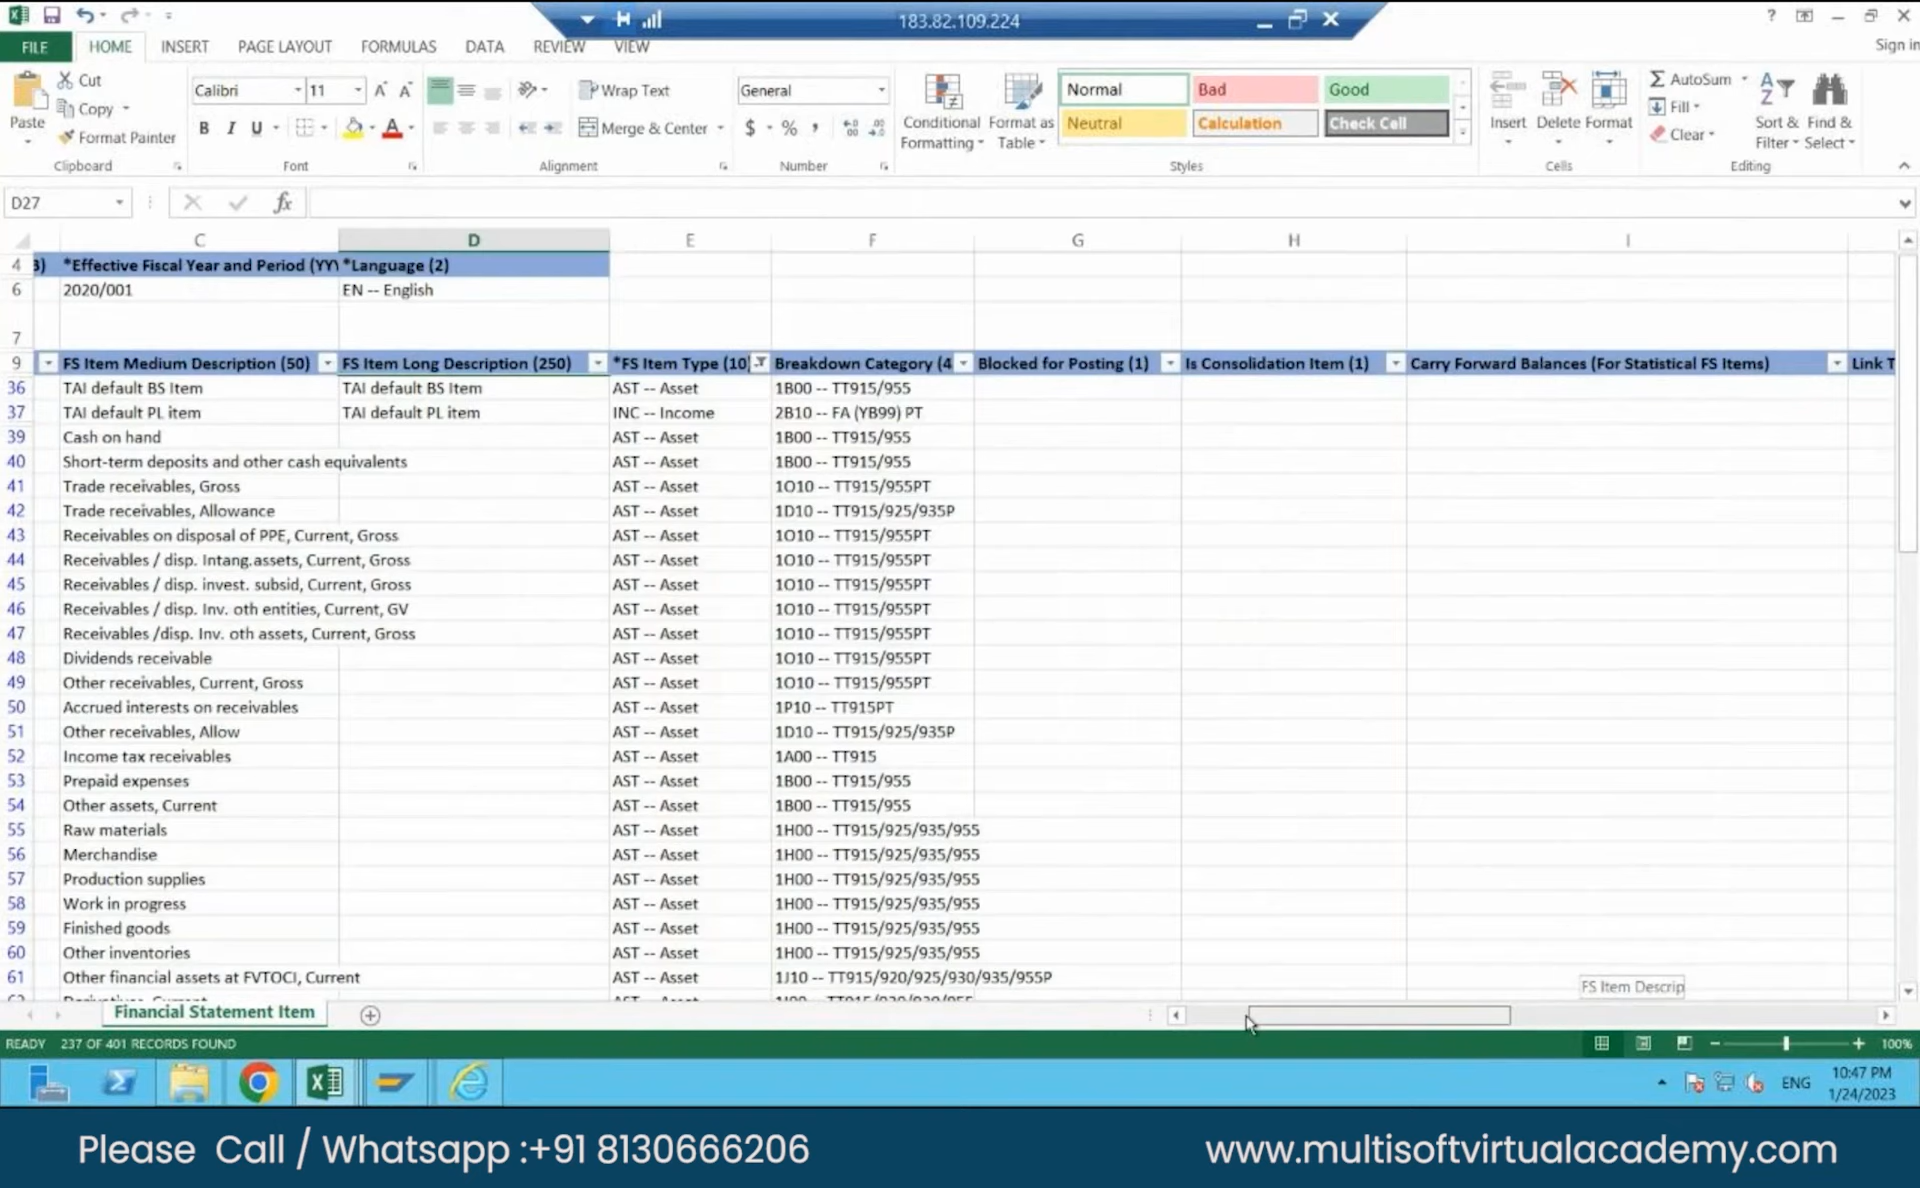 183.82.109.224
FILE HOME INSERT PAGE LAYOUT FORMULAS DATA REVIEW VIEW Sign in
Cut
Copy
Format Painter
Paste
Clipboard
Calibri 11
Font
Wrap Text
Merge & Center
Alignment
General
Number
Conditional Formatting
Format as Table
Normal Bad Good
Neutral Calculation Check Cell
Styles
Insert Delete Format
Cells
AutoSum
Fill
Clear
Sort & Filter
Find & Select
Editing
D27
C D E F G H I
4 3) *Effective Fiscal Year and Period (YY *Language (2)
6 2020/001 EN -- English
7
9 FS Item Medium Description (50) FS Item Long Description (250) *FS Item Type (10) Breakdown Category (4 Blocked for Posting (1) Is Consolidation Item (1) Carry Forward Balances (For Statistical FS Items) Link T
36 TAI default BS Item TAI default BS Item AST -- Asset 1B00 -- TT915/955
37 TAI default PL item TAI default PL item INC -- Income 2B10 -- FA (YB99) PT
39 Cash on hand AST -- Asset 1B00 -- TT915/955
40 Short-term deposits and other cash equivalents AST -- Asset 1B00 -- TT915/955
41 Trade receivables, Gross AST -- Asset 1O10 -- TT915/955PT
42 Trade receivables, Allowance AST -- Asset 1D10 -- TT915/925/935P
43 Receivables on disposal of PPE, Current, Gross AST -- Asset 1O10 -- TT915/955PT
44 Receivables / disp. Intang.assets, Current, Gross AST -- Asset 1O10 -- TT915/955PT
45 Receivables / disp. invest. subsid, Current, Gross AST -- Asset 1O10 -- TT915/955PT
46 Receivables / disp. Inv. oth entities, Current, GV AST -- Asset 1O10 -- TT915/955PT
47 Receivables /disp. Inv. oth assets, Current, Gross AST -- Asset 1O10 -- TT915/955PT
48 Dividends receivable AST -- Asset 1O10 -- TT915/955PT
49 Other receivables, Current, Gross AST -- Asset 1O10 -- TT915/955PT
50 Accrued interests on receivables AST -- Asset 1P10 -- TT915PT
51 Other receivables, Allow AST -- Asset 1D10 -- TT915/925/935P
52 Income tax receivables AST -- Asset 1A00 -- TT915
53 Prepaid expenses AST -- Asset 1B00 -- TT915/955
54 Other assets, Current AST -- Asset 1B00 -- TT915/955
55 Raw materials AST -- Asset 1H00 -- TT915/925/935/955
56 Merchandise AST -- Asset 1H00 -- TT915/925/935/955
57 Production supplies AST -- Asset 1H00 -- TT915/925/935/955
58 Work in progress AST -- Asset 1H00 -- TT915/925/935/955
59 Finished goods AST -- Asset 1H00 -- TT915/925/935/955
60 Other inventories AST -- Asset 1H00 -- TT915/925/935/955
61 Other financial assets at FVTOCI, Current AST -- Asset 1J10 -- TT915/920/925/930/935/955P
FS Item Descrip
Financial Statement Item
READY 237 OF 401 RECORDS FOUND 100%
ENG 10:47 PM
1/24/2023
Please Call / Whatsapp :+91 8130666206 www.multisoftvirtualacademy.com